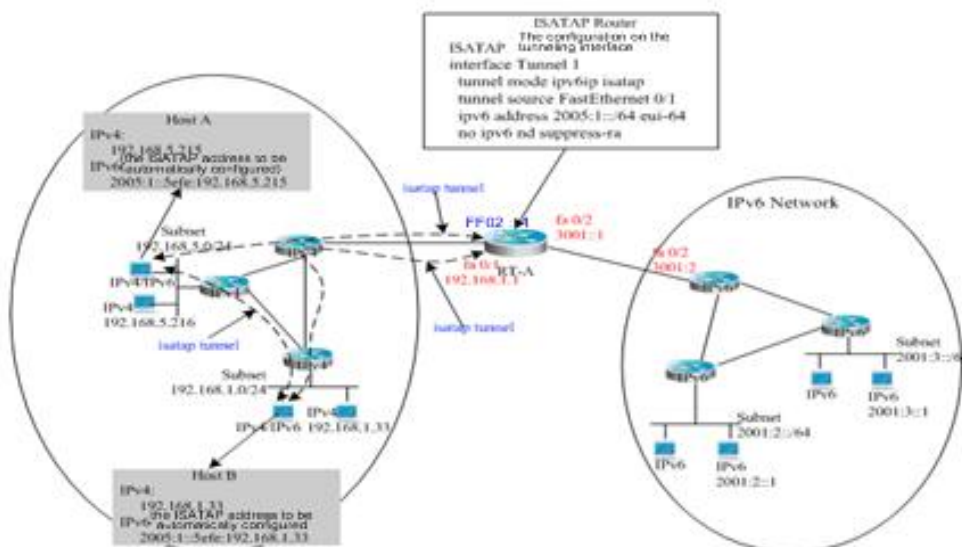 ISATAP Router
ISATAP The configuration on the tunneling interface
interface Tunnel 1
tunnel mode ipv6ip isatap
tunnel source FastEthernet 0/1
ipv6 address 2005:1::/64 eui-64
no ipv6 nd suppress-ra
Host A
IPv4:
192.168.5.215
IPv6:
(the ISATAP address to be
automatically configured)
2005:1::5efe:192.168.5.215
isatap tunnel
Subnet
192.168.5.0/24
IPv4/IPv6
IPv4
192.168.5.216
isatap tunnel
isatap tunnel
fa 0/1
192.168.1.1
RT-A
fa 0/2
3001::1
IPv6 Network
fa 0/2
3001:2
IPv6
IPv6
IPv6
Subnet
2001:3::/6
IPv6
IPv6
2001:3::1
Subnet
2001:2::/64
IPv6
IPv6
2001:2::1
Subnet
192.168.1.0/24
IPv4/IPv6
IPv4
192.168.1.33
Host B
IPv4:
192.168.1.33
IPv6
the ISATAP address to be
automatically configured
2005:1::5efe:192.168.1.33